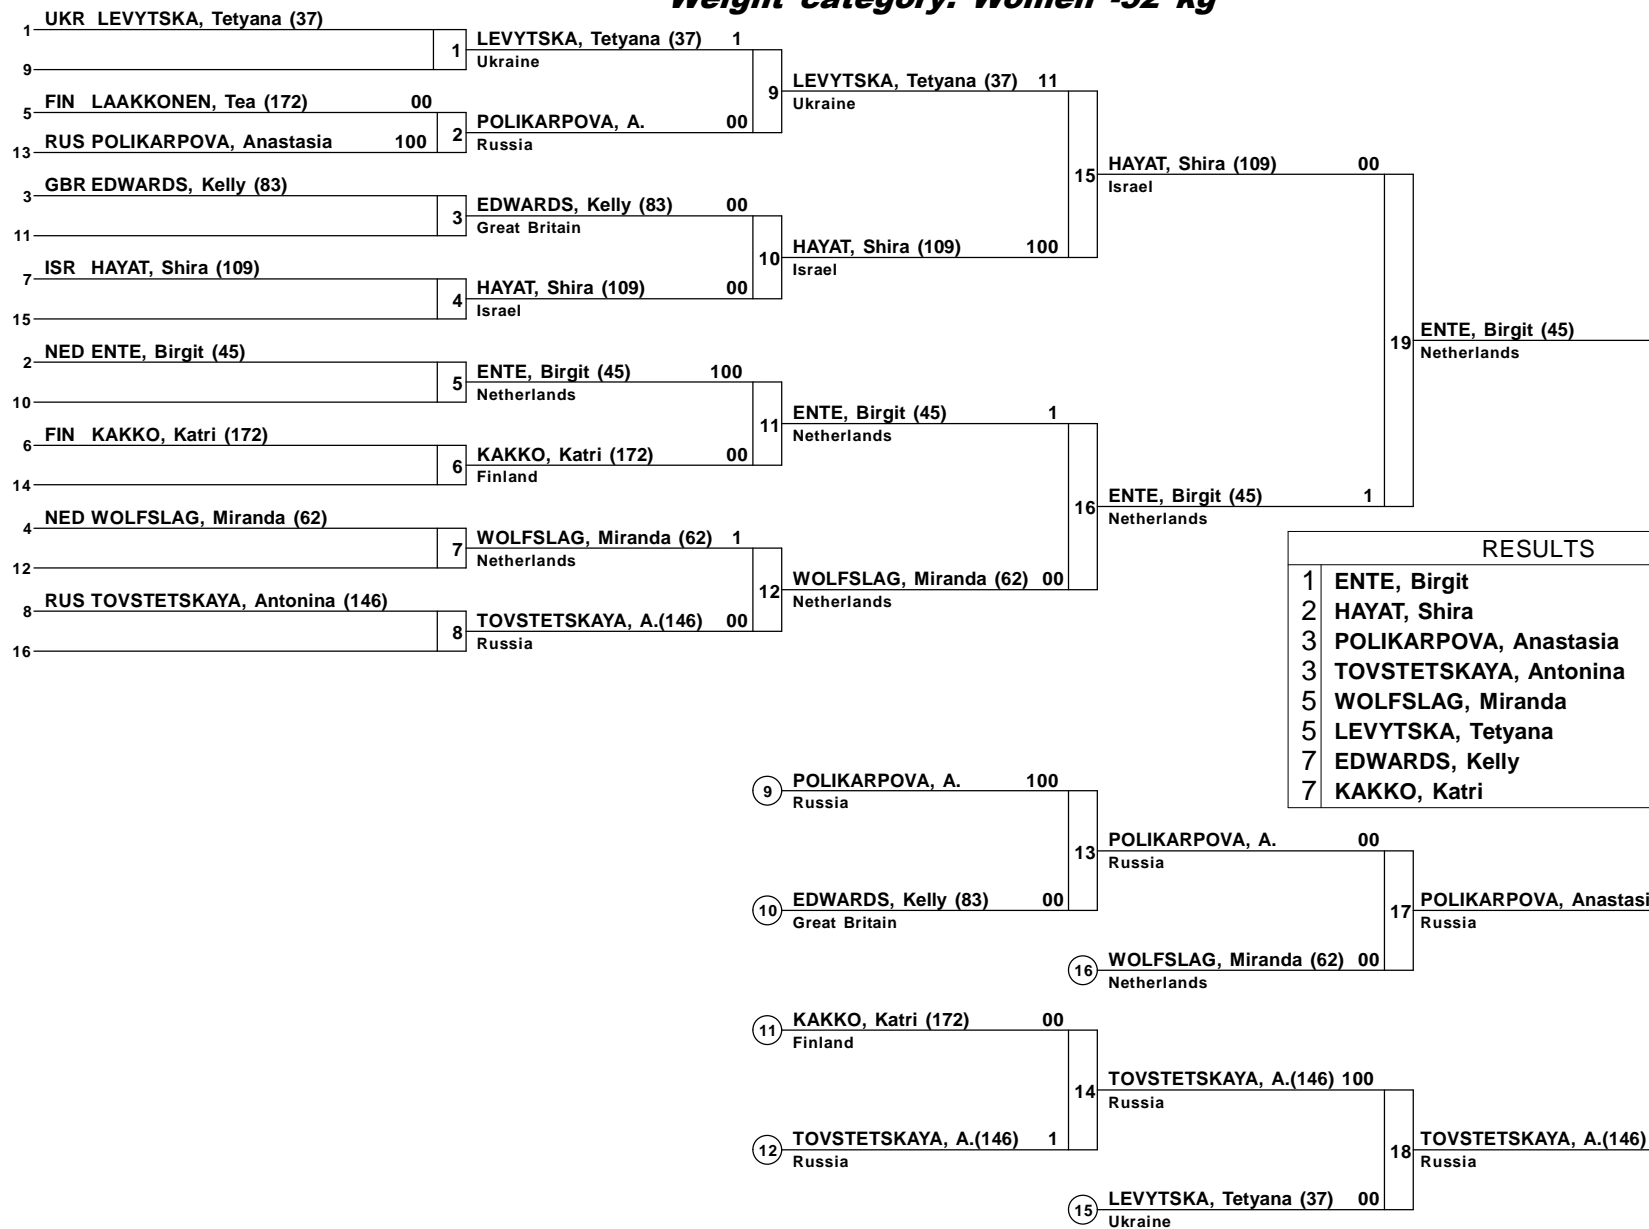 Weight category: Women -52 kg
1 UKR LEVYTSKA, Tetyana (37)
9
1 LEVYTSKA, Tetyana (37) 1
Ukraine
5 FIN LAAKKONEN, Tea (172) 00
13 RUS POLIKARPOVA, Anastasia 100
2 POLIKARPOVA, A. 00
Russia
9 LEVYTSKA, Tetyana (37) 11
Ukraine
3 GBR EDWARDS, Kelly (83)
11
3 EDWARDS, Kelly (83) 00
Great Britain
7 ISR HAYAT, Shira (109)
15
4 HAYAT, Shira (109) 00
Israel
10 HAYAT, Shira (109) 100
Israel
15 HAYAT, Shira (109) 00
Israel
2 NED ENTE, Birgit (45)
10
5 ENTE, Birgit (45) 100
Netherlands
6 FIN KAKKO, Katri (172)
14
6 KAKKO, Katri (172) 00
Finland
11 ENTE, Birgit (45) 1
Netherlands
4 NED WOLFSLAG, Miranda (62)
12
7 WOLFSLAG, Miranda (62) 1
Netherlands
8 RUS TOVSTETSKAYA, Antonina (146)
16
8 TOVSTETSKAYA, A.(146) 00
Russia
12 WOLFSLAG, Miranda (62) 00
Netherlands
16 ENTE, Birgit (45) 1
Netherlands
19 ENTE, Birgit (45)
Netherlands
RESULTS
1 ENTE, Birgit
2 HAYAT, Shira
3 POLIKARPOVA, Anastasia
3 TOVSTETSKAYA, Antonina
5 WOLFSLAG, Miranda
5 LEVYTSKA, Tetyana
7 EDWARDS, Kelly
7 KAKKO, Katri
9 POLIKARPOVA, A. 100
Russia
10 EDWARDS, Kelly (83) 00
Great Britain
13 POLIKARPOVA, A. 00
Russia
16 WOLFSLAG, Miranda (62) 00
Netherlands
17 POLIKARPOVA, Anastasi
Russia
11 KAKKO, Katri (172) 00
Finland
12 TOVSTETSKAYA, A.(146) 1
Russia
14 TOVSTETSKAYA, A.(146) 100
Russia
15 LEVYTSKA, Tetyana (37) 00
Ukraine
18 TOVSTETSKAYA, A.(146)
Russia